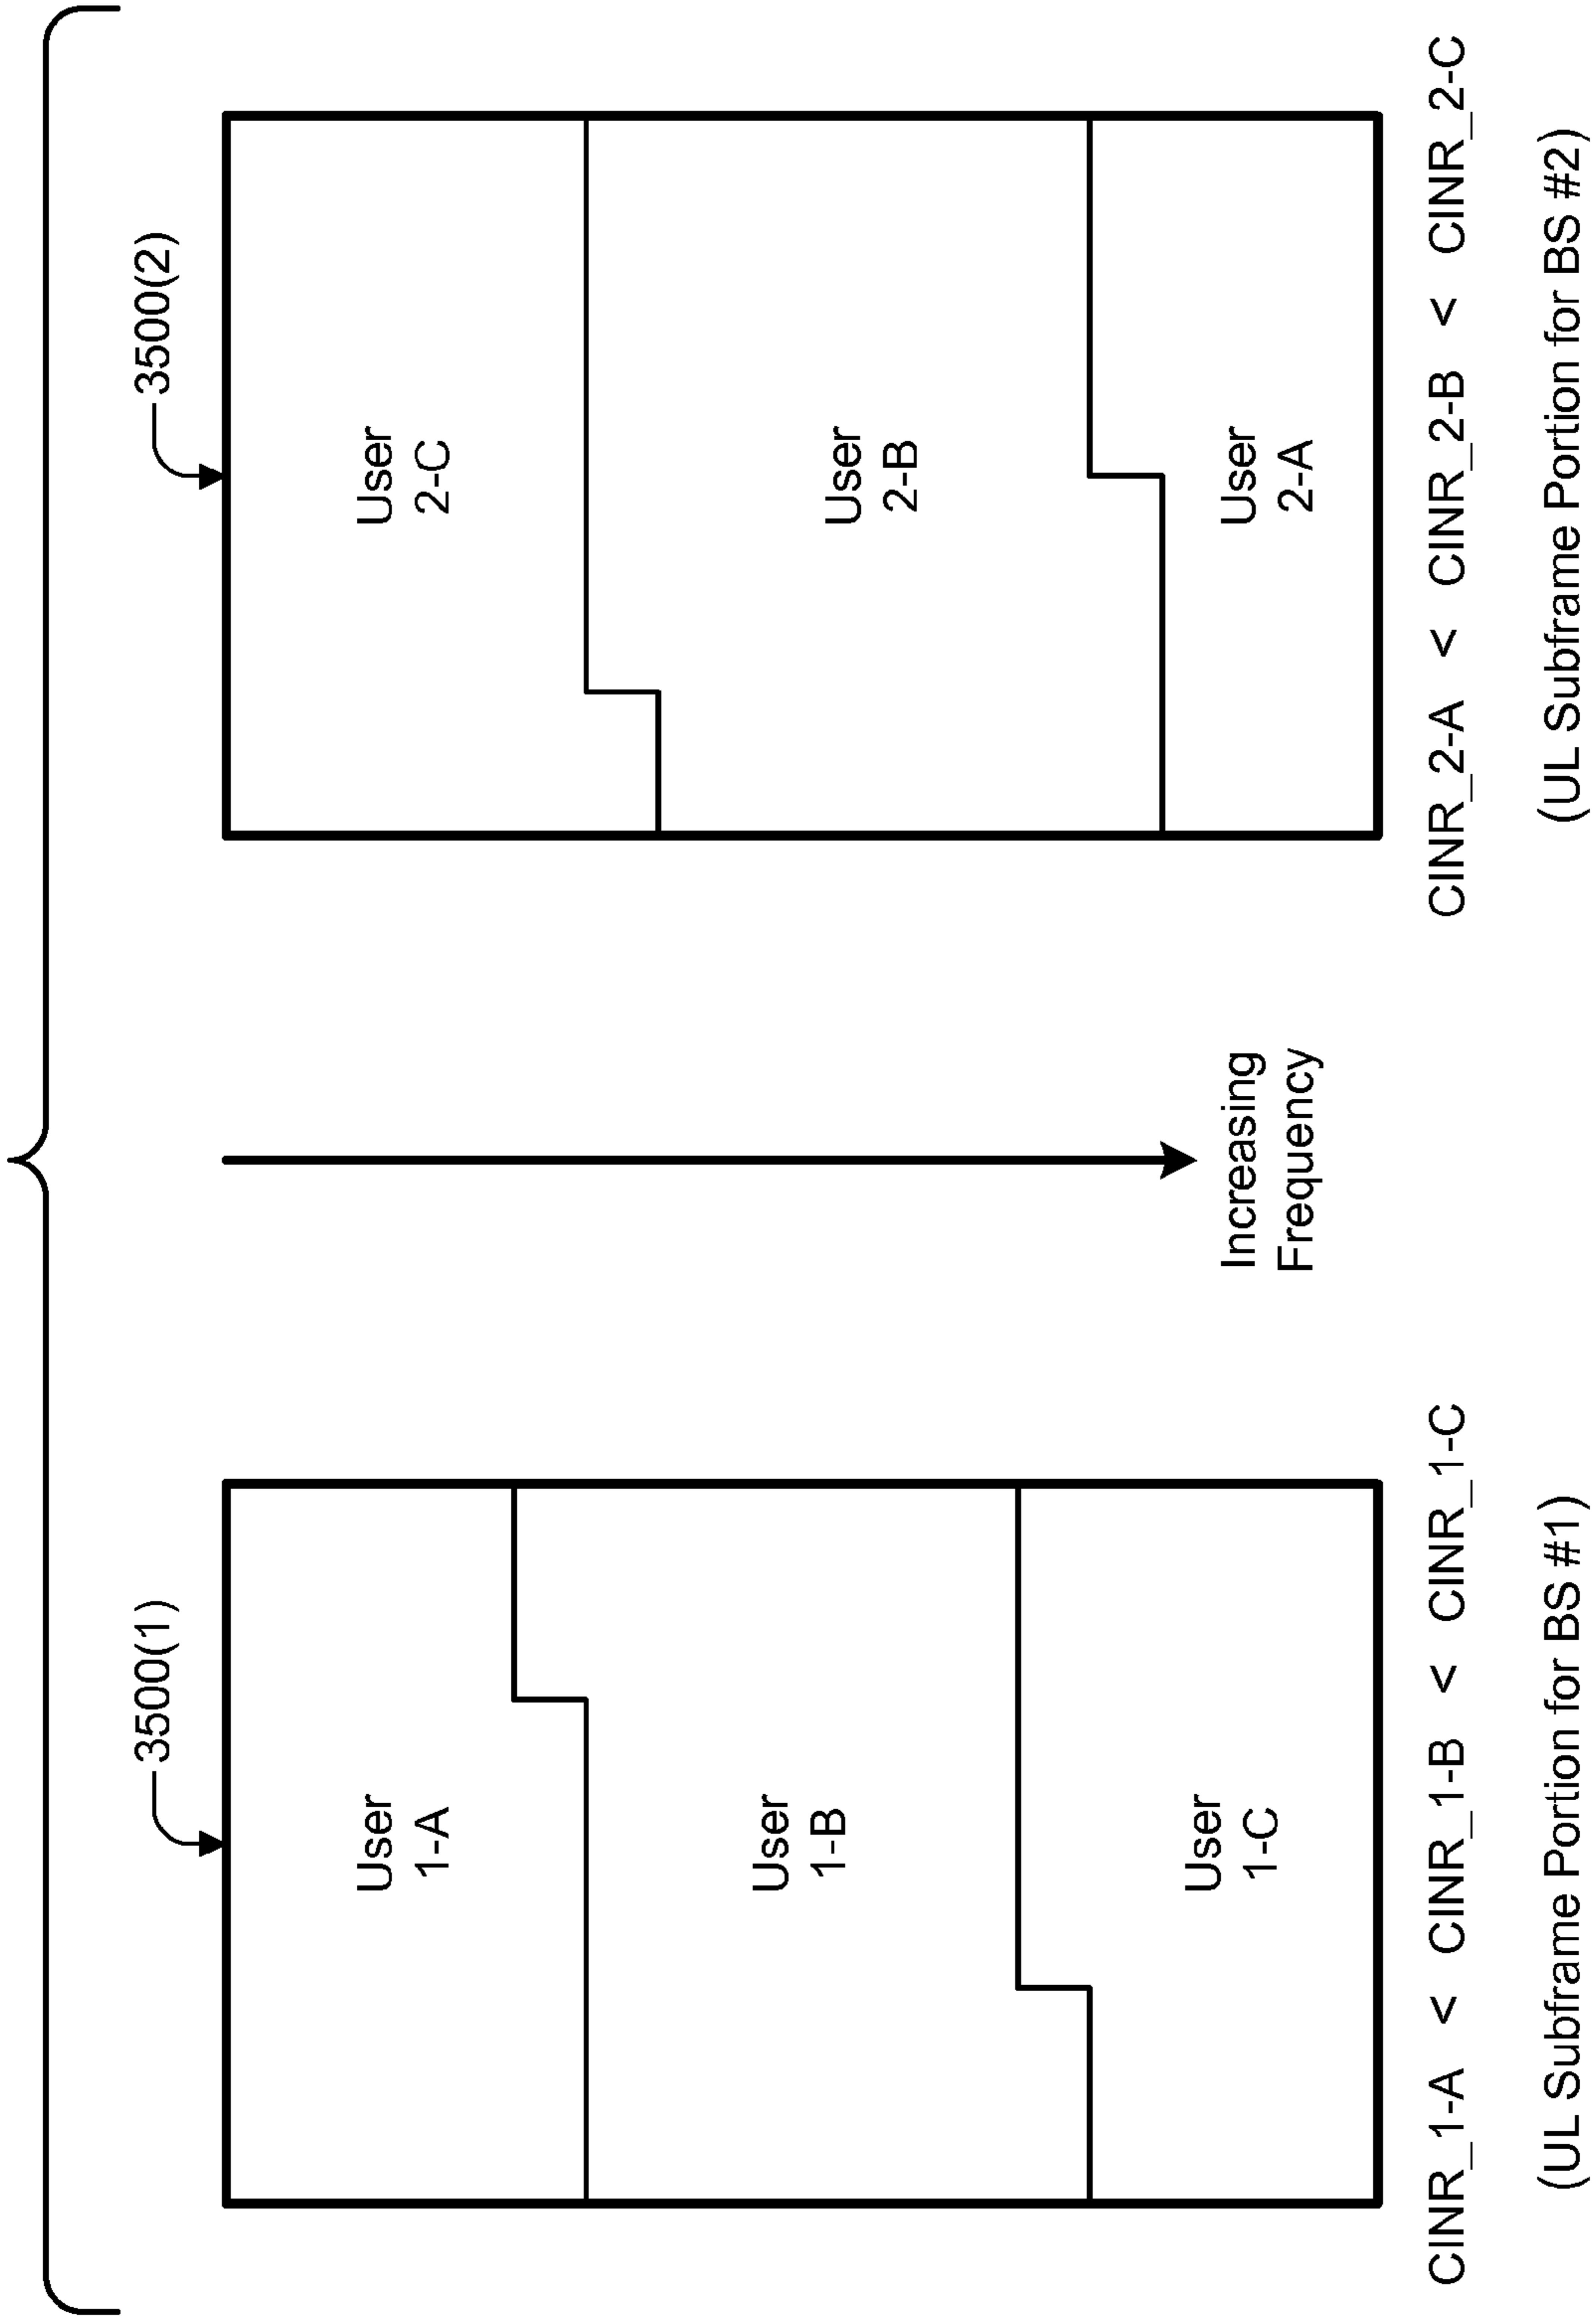 3500(1)
User
1-A
User
1-B
User
1-C
CINR_1-A < CINR_1-B < CINR_1-C
(UL Subframe Portion for BS #1)
Increasing
Frequency
3500(2)
User
2-C
User
2-B
User
2-A
CINR_2-A < CINR_2-B < CINR_2-C
(UL Subframe Portion for BS #2)